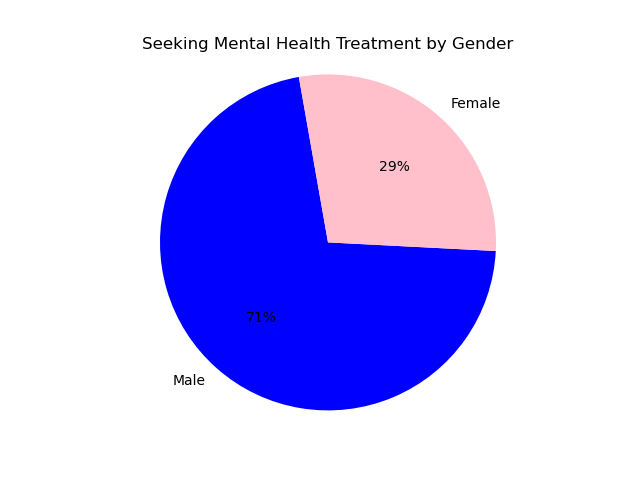 Seeking Mental Health Treatment by Gender
Female
29%
71%
Male